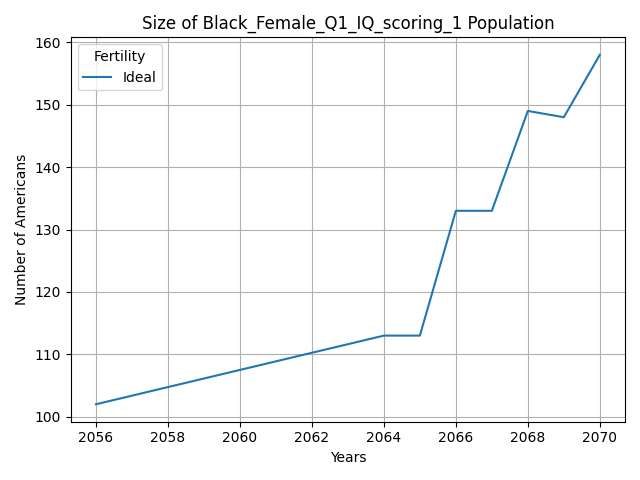 Size of Black_Female_Q1_IQ_scoring_1 Population
Fertility
Ideal
Number of Americans
160
150
140
130
120
110
100
2056 2058 2060 2062 2064 2066 2068 2070
Years